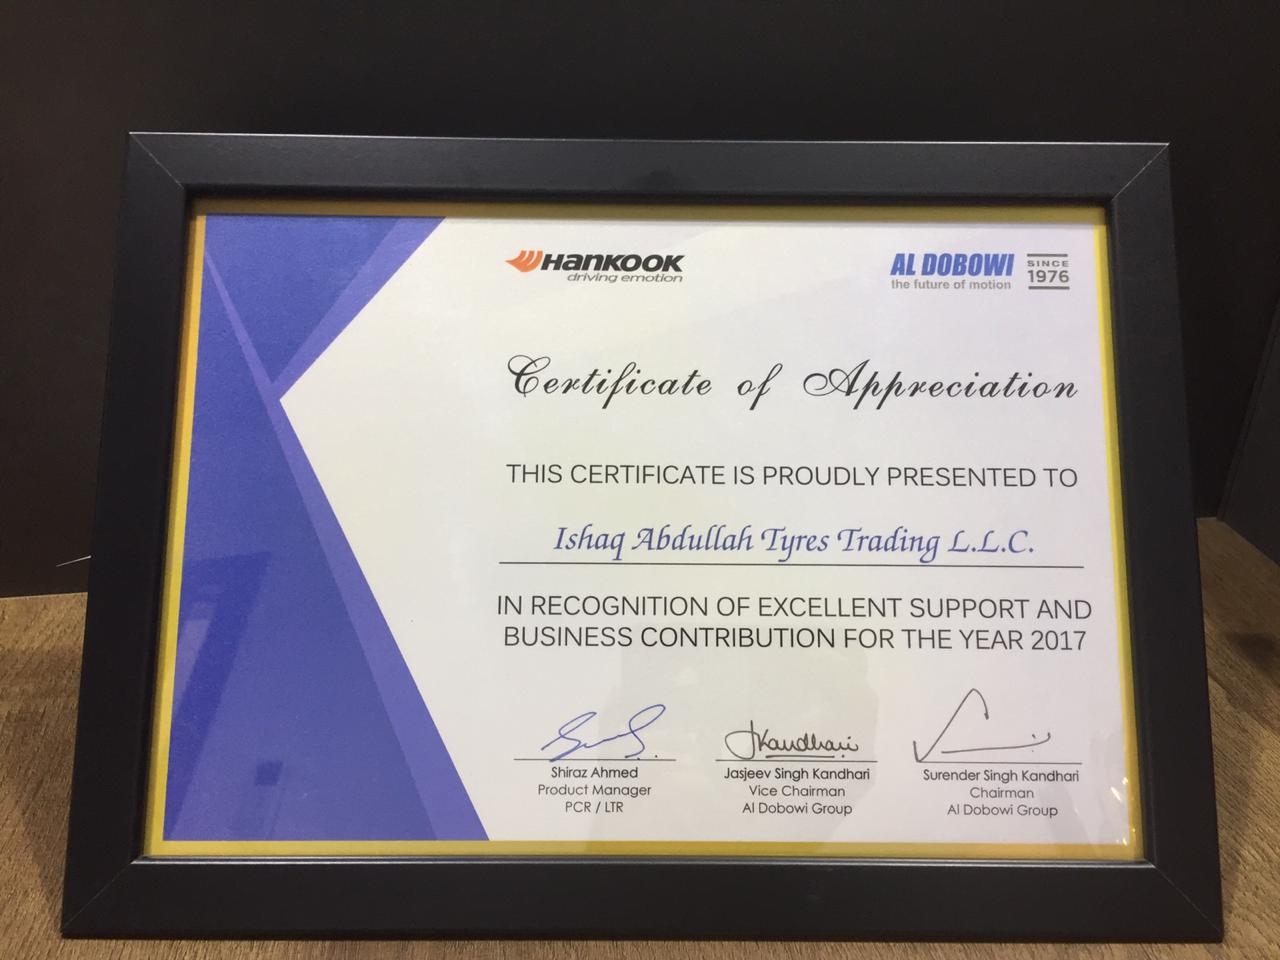 Hankook
driving emotion
AL DOBOWI
the future of motion
SINCE
1976
Certificate of Appreciation
THIS CERTIFICATE IS PROUDLY PRESENTED TO
Ishaq Abdullah Tyres Trading L.L.C.
IN RECOGNITION OF EXCELLENT SUPPORT AND
BUSINESS CONTRIBUTION FOR THE YEAR 2017
JKandhari
Shiraz Ahmed
Product Manager
PCR / LTR
Jasjeev Singh Kandhari
Vice Chairman
Al Dobowi Group
Surender Singh Kandhari
Chairman
Al Dobowi Group